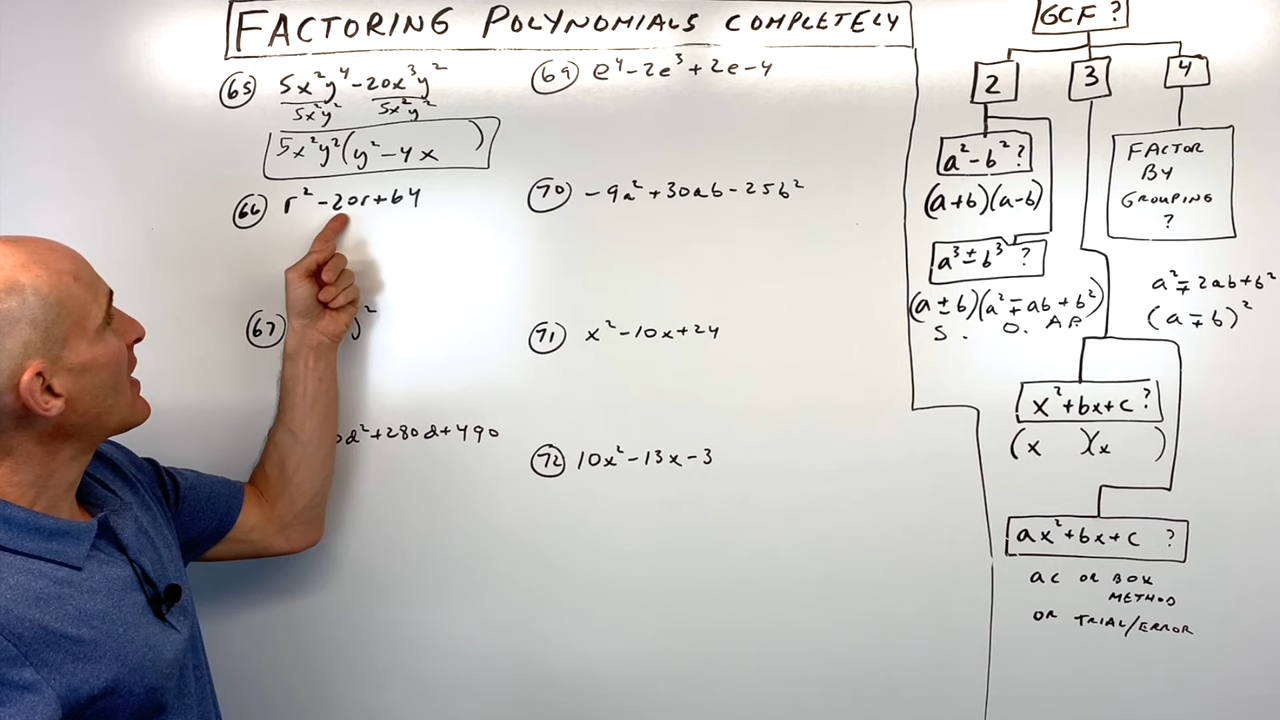 FACTORING POLYNOMIALS COMPLETELY
65 5x²y⁴-20x³y²
5x²y² 5x²y²
5x²y²(y²-4x )
66 r²-20r+64
67 )²
d²+280d+490
69 e⁴-2e³+2e-4
70 -9a²+30ab-25b²
71 x²-10x+24
72 10x²-13x-3
GCF ?
2 3 4
a²-b²?
(a+b)(a-b)
a³±b³ ?
(a±b)(a²∓ab+b²)
S. O. A.P.
FACTOR
BY
GROUPING
?
a²∓2ab+b²
(a∓b)²
x²+bx+c ?
(x )(x )
ax²+bx+c ?
ac OR BOX
METHOD
OR TRIAL/ERROR